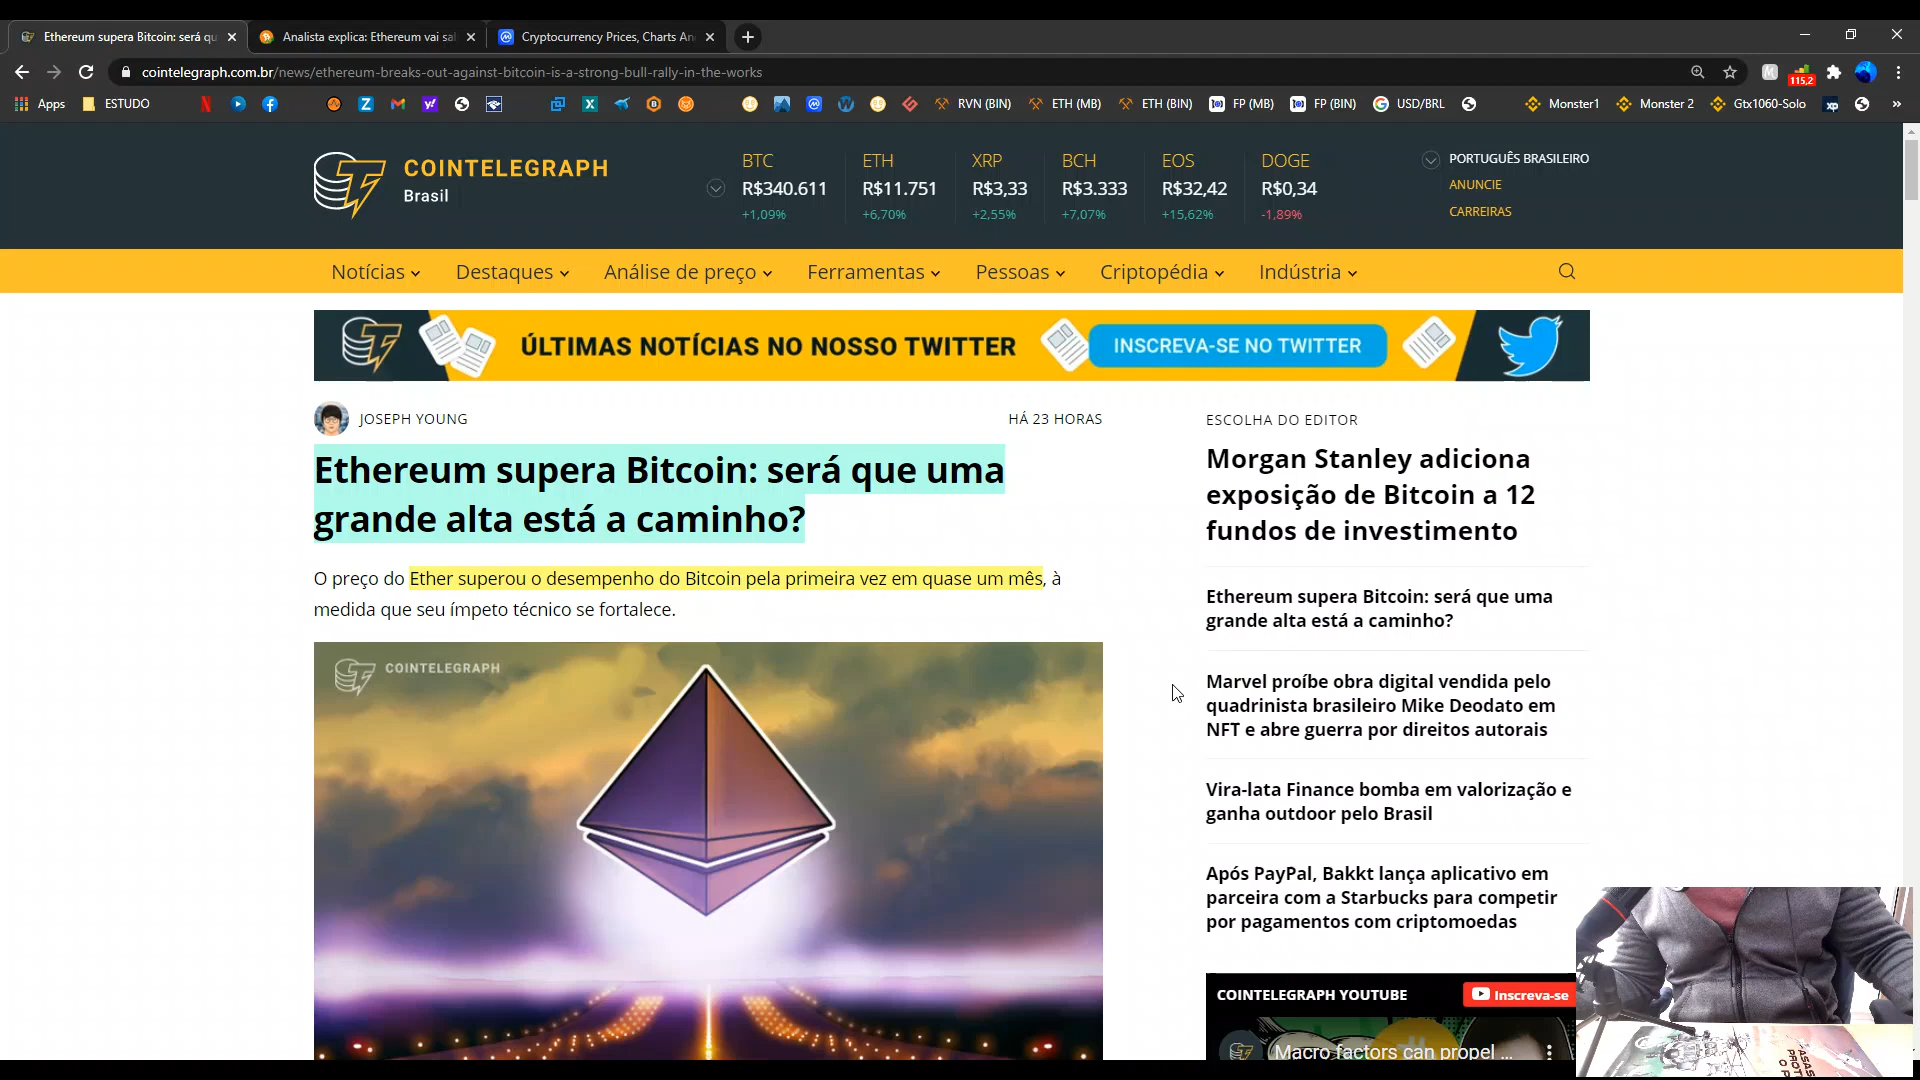 Ethereum supera Bitcoin: será qu
Analista explica: Ethereum vai sal
Cryptocurrency Prices, Charts An
cointelegraph.com.br/news/ethereum-breaks-out-against-bitcoin-is-a-strong-bull-rally-in-the-works
115,2
Apps ESTUDO RVN (BIN) ETH (MB) ETH (BIN) FP (MB) FP (BIN) USD/BRL Monster1 Monster 2 Gtx1060-Solo xp »
COINTELEGRAPH
Brasil
BTC ETH XRP BCH EOS DOGE
R$340.611 R$11.751 R$3,33 R$3.333 R$32,42 R$0,34
+1,09% +6,70% +2,55% +7,07% +15,62% -1,89%
PORTUGUÊS BRASILEIRO
ANUNCIE
CARREIRAS
Notícias Destaques Análise de preço Ferramentas Pessoas Criptopédia Indústria
ÚLTIMAS NOTÍCIAS NO NOSSO TWITTER INSCREVA-SE NO TWITTER
JOSEPH YOUNG HÁ 23 HORAS
Ethereum supera Bitcoin: será que uma
grande alta está a caminho?
O preço do Ether superou o desempenho do Bitcoin pela primeira vez em quase um mês, à
medida que seu ímpeto técnico se fortalece.
COINTELEGRAPH
ESCOLHA DO EDITOR
Morgan Stanley adiciona
exposição de Bitcoin a 12
fundos de investimento
Ethereum supera Bitcoin: será que uma
grande alta está a caminho?
Marvel proíbe obra digital vendida pelo
quadrinista brasileiro Mike Deodato em
NFT e abre guerra por direitos autorais
Vira-lata Finance bomba em valorização e
ganha outdoor pelo Brasil
Após PayPal, Bakkt lança aplicativo em
parceria com a Starbucks para competir
por pagamentos com criptomoedas
COINTELEGRAPH YOUTUBE Inscreva-se
Macro factors can propel ...